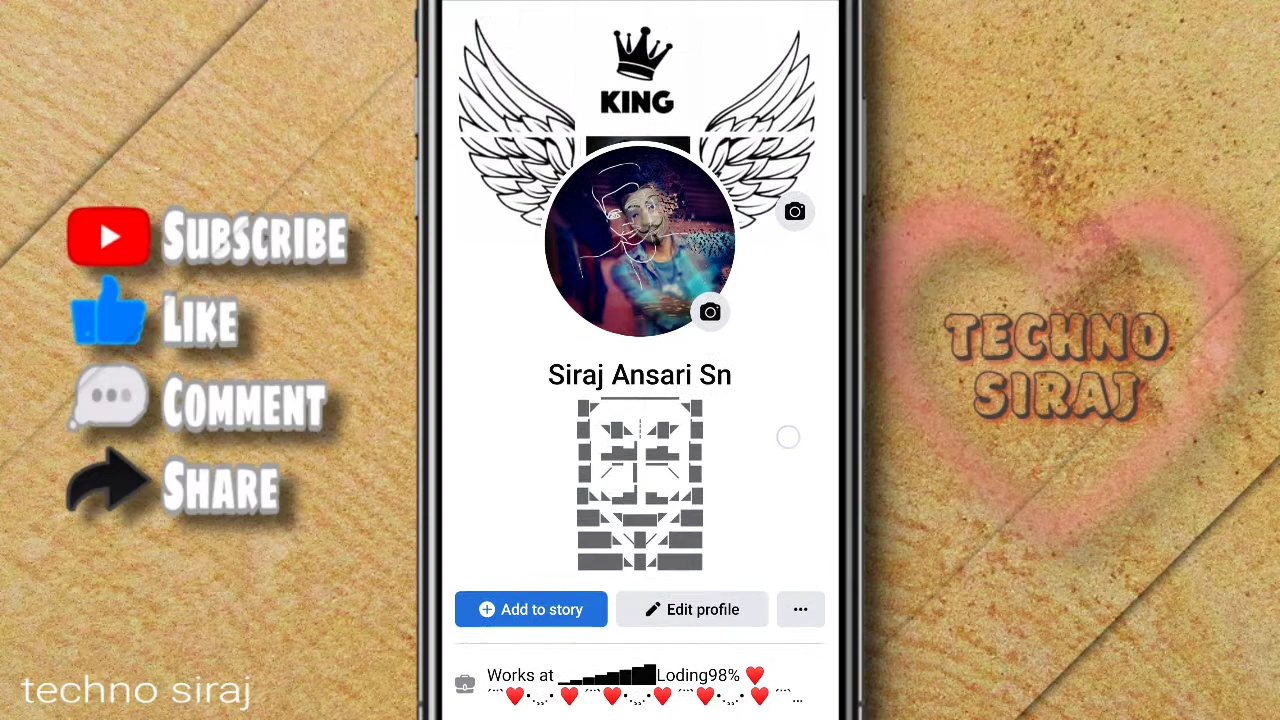 KING
SUBSCRIBE
LIKE
COMMENT
SHARE
TECHNO
SIRAJ
Siraj Ansari Sn
Add to story
Edit profile
Works at ▁▂▃▄▅▆▇█Loding98% ❤️
techno siraj